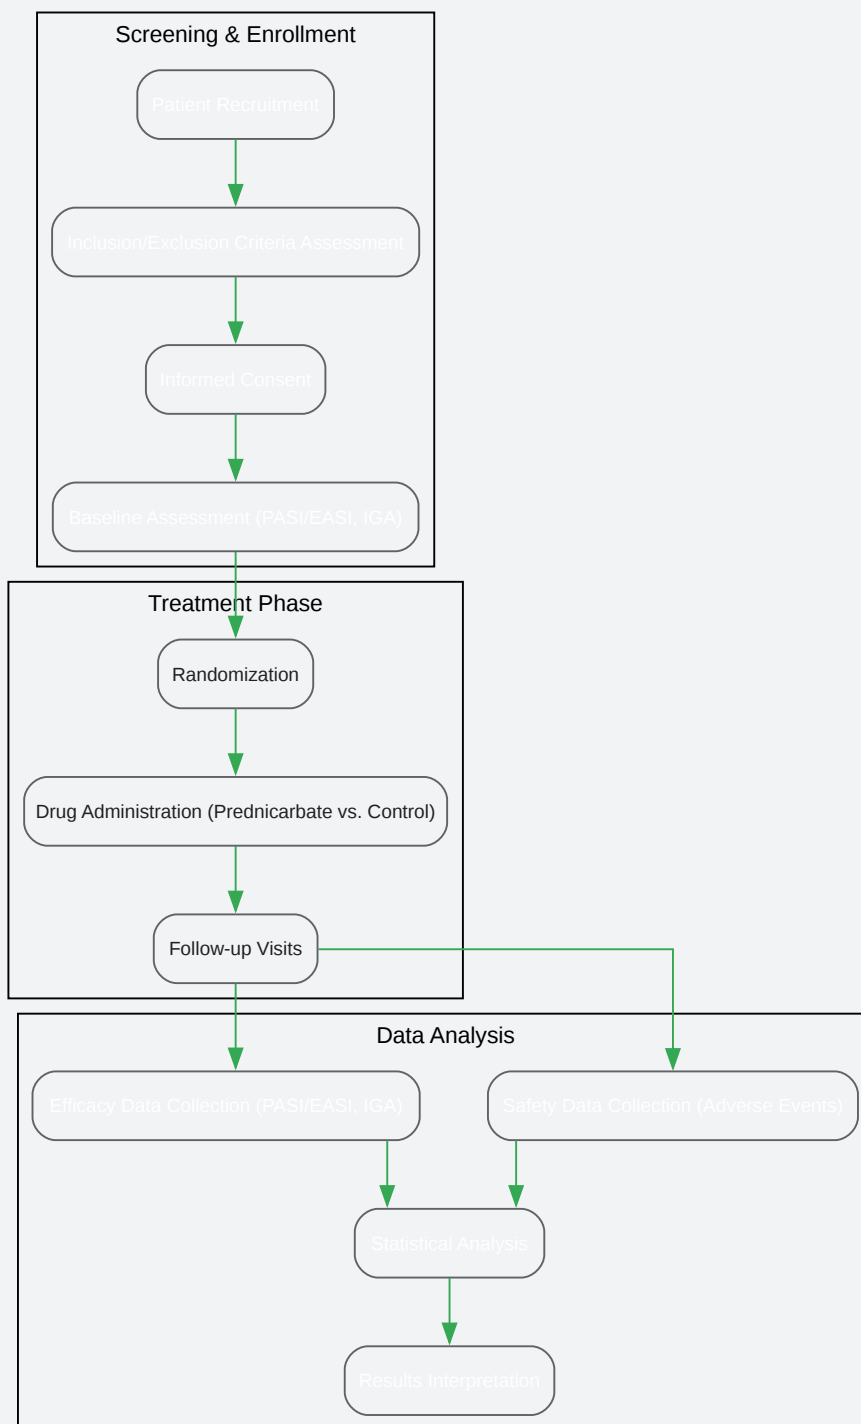 Screening & Enrollment
Patient Recruitment
Inclusion/Exclusion Criteria Assessment
Informed Consent
Baseline Assessment (PASI/EASI, IGA)
Treatment Phase
Randomization
Drug Administration (Prednicarbate vs. Control)
Follow-up Visits
Data Analysis
Efficacy Data Collection (PASI/EASI, IGA)
Safety Data Collection (Adverse Events)
Statistical Analysis
Results Interpretation